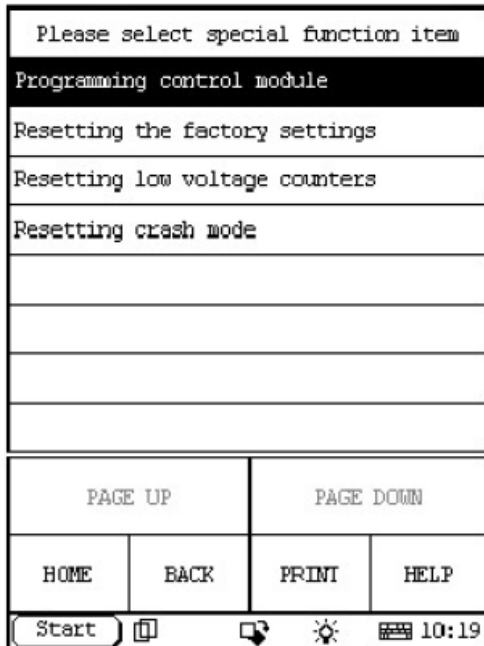 Please select special function item
Programming control module
Resetting the factory settings
Resetting low voltage counters
Resetting crash mode
PAGE UP PAGE DOWN
HOME BACK PRINT HELP
Start 10:19